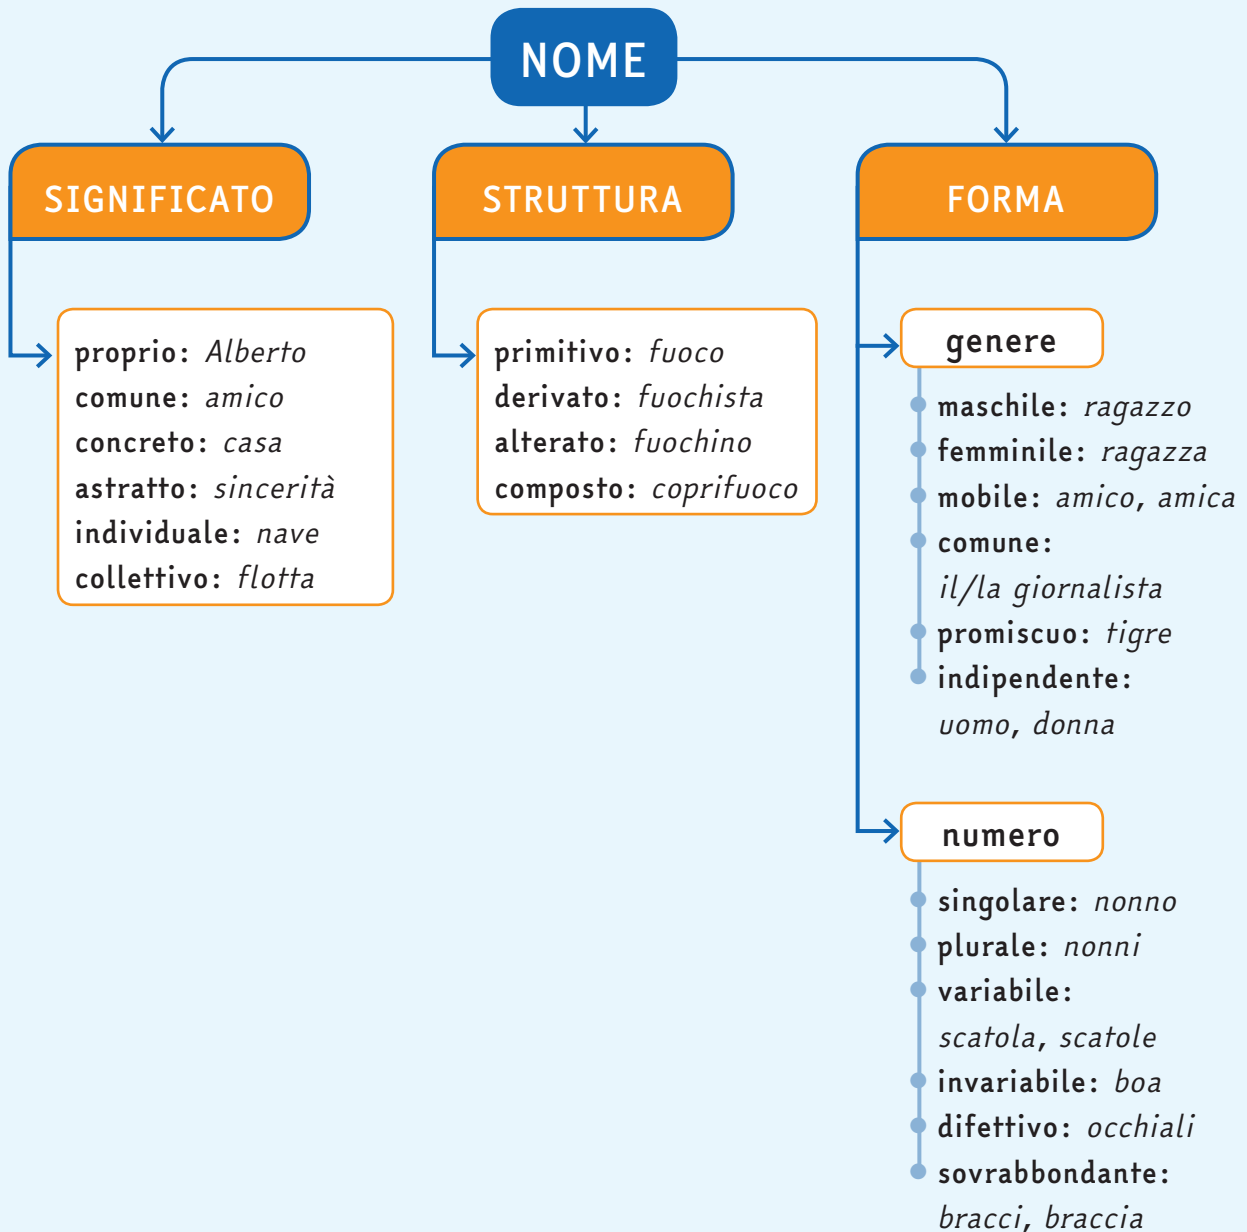 NOME
SIGNIFICATO
proprio: Alberto
comune: amico
concreto: casa
astratto: sincerità
individuale: nave
collettivo: flotta
STRUTTURA
primitivo: fuoco
derivato: fuochista
alterato: fuochino
composto: coprifuoco
FORMA
genere
maschile: ragazzo
femminile: ragazza
mobile: amico, amica
comune:
il/la giornalista
promiscuo: tigre
indipendente:
uomo, donna
numero
singolare: nonno
plurale: nonni
variabile:
scatola, scatole
invariabile: boa
difettivo: occhiali
sovrabbondante:
bracci, braccia